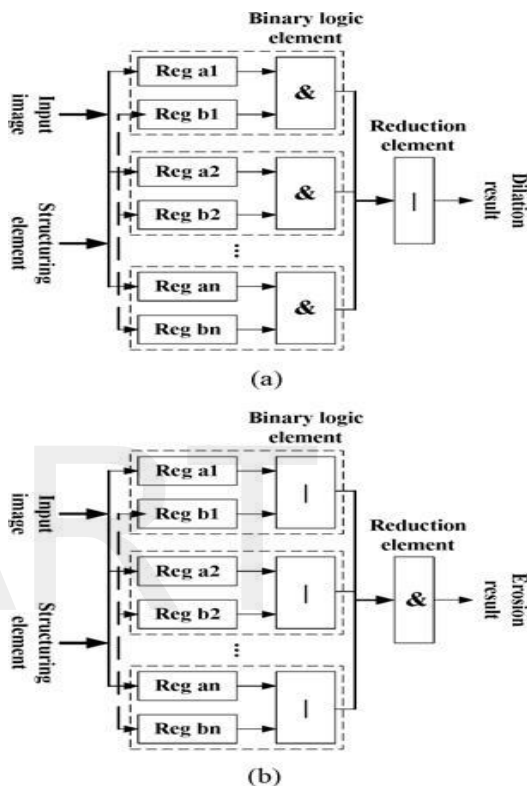 Binary logic
element
Reg a1
Reg b1
&
Input
image
Reg a2
Reg b2
&
Reduction
element
|
Dilation
result
Structuring
element
...
Reg an
Reg bn
&
(a)
Binary logic
element
Reg a1
Reg b1
|
Input
image
Reg a2
Reg b2
|
Reduction
element
&
Erosion
result
Structuring
element
...
Reg an
Reg bn
|
(b)
ART